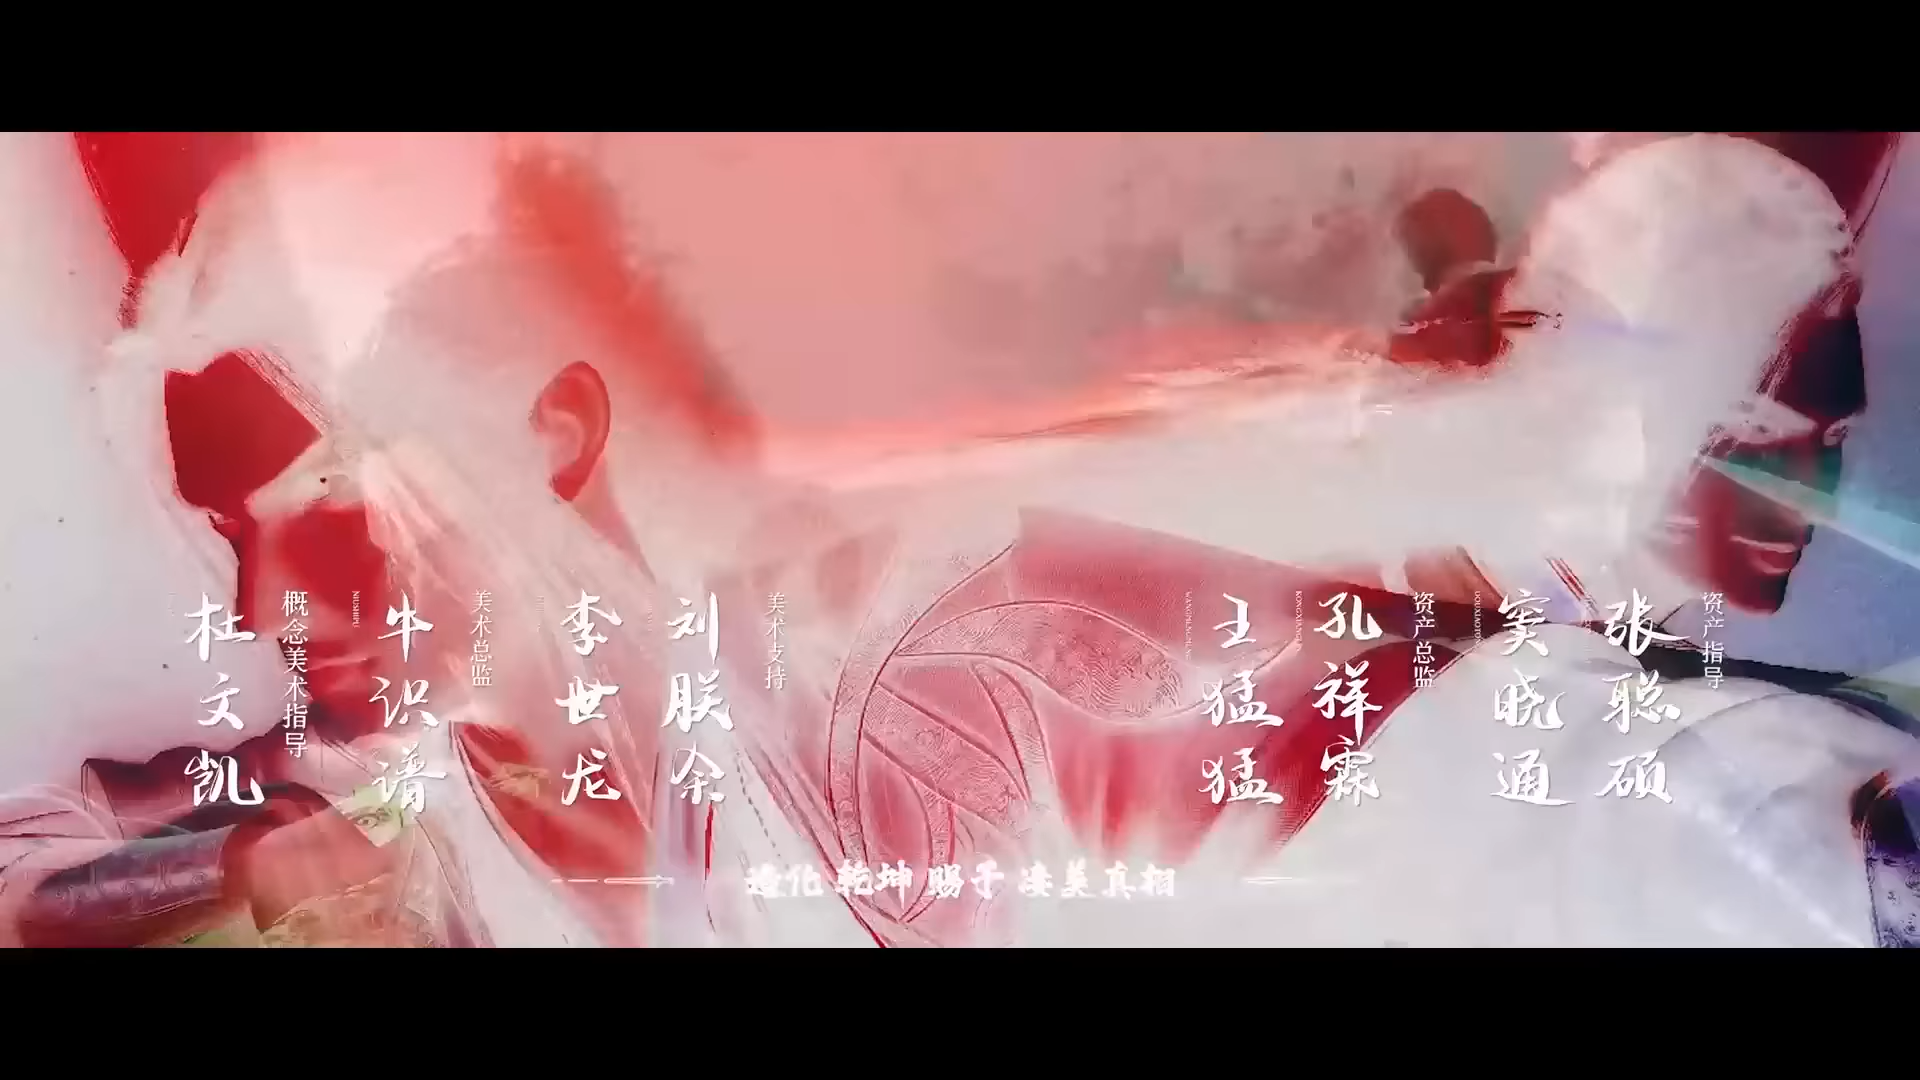 资产指导
张聪硕
窦晓通
资产总监
孔祥霖
王猛猛
美术支持
刘朕余
李世龙
美术总监
牛识谱
NIUSHIPU
概念美术指导
杜文凯
造化 乾坤 赐予 凄美 真相